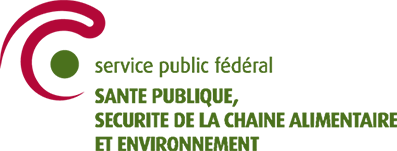 service public fédéral
SANTE PUBLIQUE,
SECURITE DE LA CHAINE ALIMENTAIRE
ET ENVIRONNEMENT